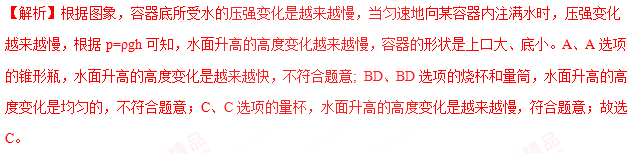 【解析】根据图象，容器底所受水的压强变化是越来越慢，当匀速地向某容器内注满水时，压强变化
越来越慢，根据 p=ρgh 可知，水面升高的高度变化越来越慢，容器的形状是上口大、底小。A、A 选项
的锥形瓶，水面升高的高度变化是越来越快，不符合题意；BD、BD 选项的烧杯和量筒，水面升高的高
度变化是均匀的，不符合题意；C、C 选项的量杯，水面升高的高度变化是越来越慢，符合题意；故选
C。
精品